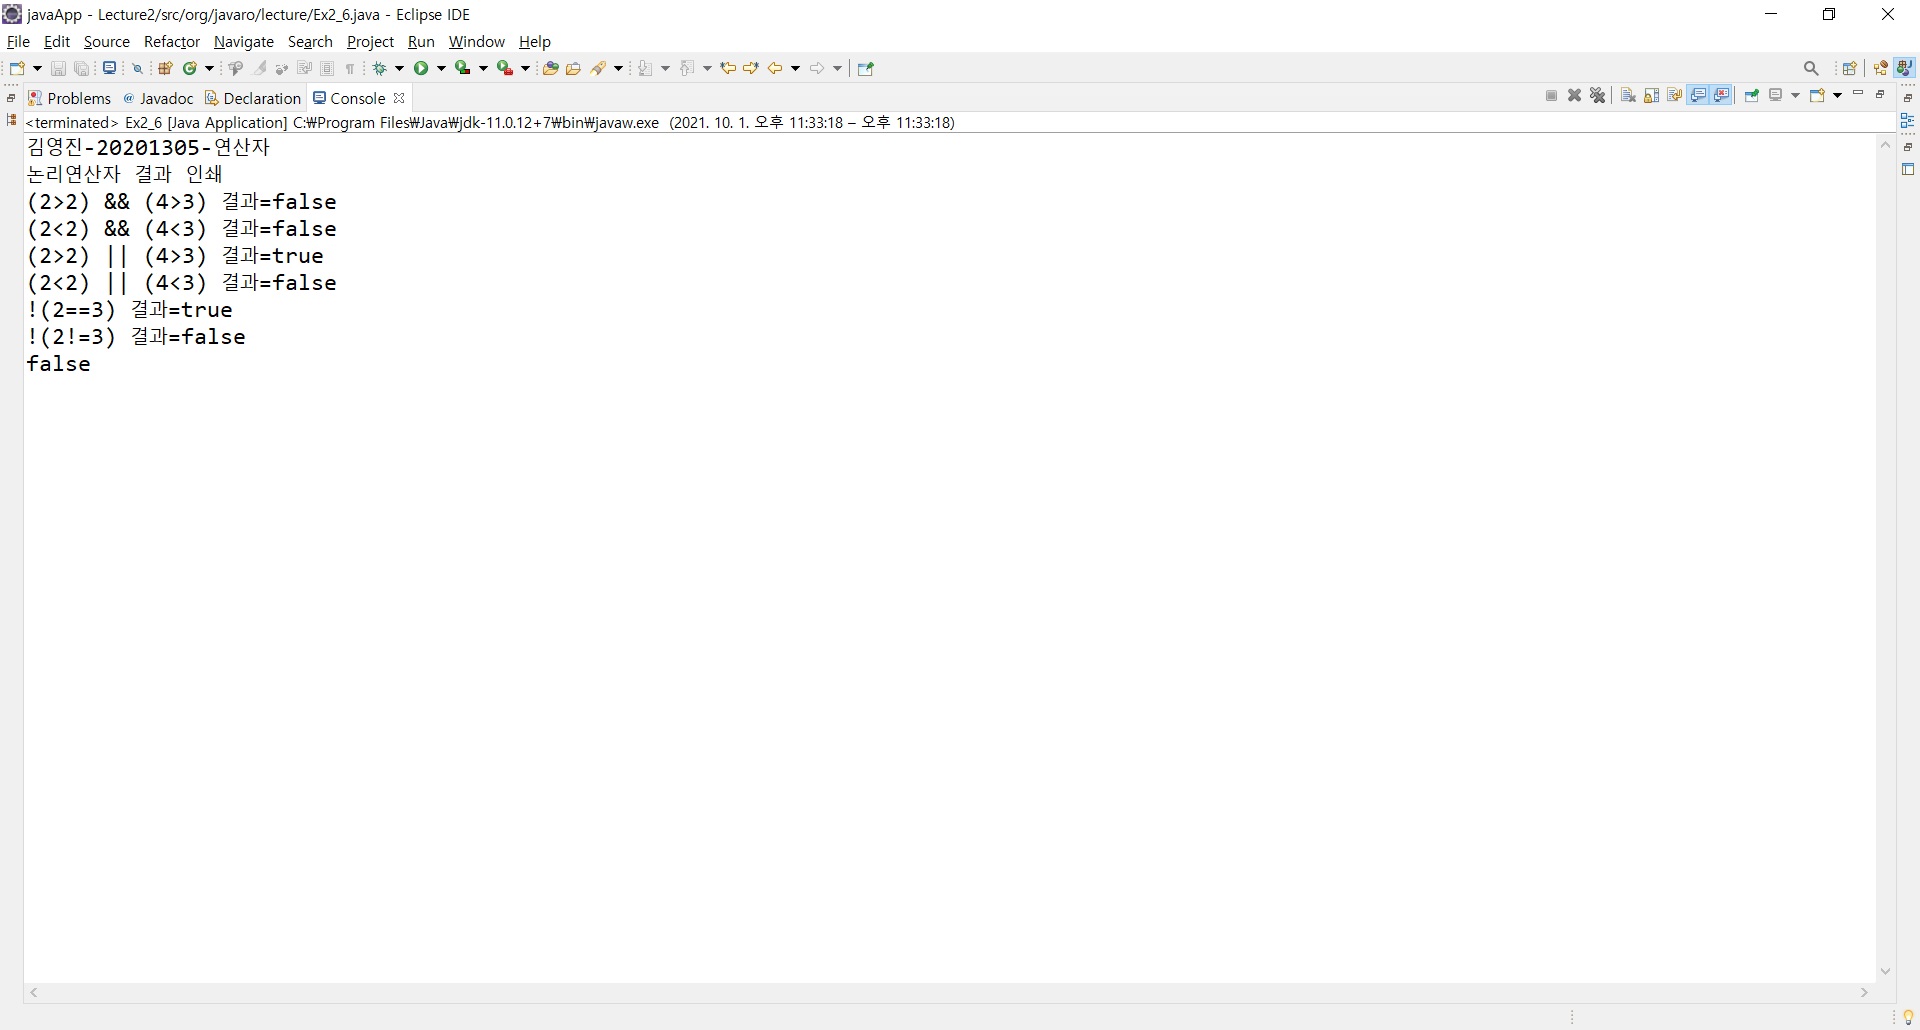 javaApp - Lecture2/src/org/javaro/lecture/Ex2_6.java - Eclipse IDE
File Edit Source Refactor Navigate Search Project Run Window Help
Problems @ Javadoc Declaration Console
<terminated> Ex2_6 [Java Application] C:₩Program Files₩Java₩jdk-11.0.12+7₩bin₩javaw.exe (2021. 10. 1. 오후 11:33:18 – 오후 11:33:18)
김영진-20201305-연산자
논리연산자 결과 인쇄
(2>2) && (4>3) 결과=false
(2<2) && (4<3) 결과=false
(2>2) || (4>3) 결과=true
(2<2) || (4<3) 결과=false
!(2==3) 결과=true
!(2!=3) 결과=false
false